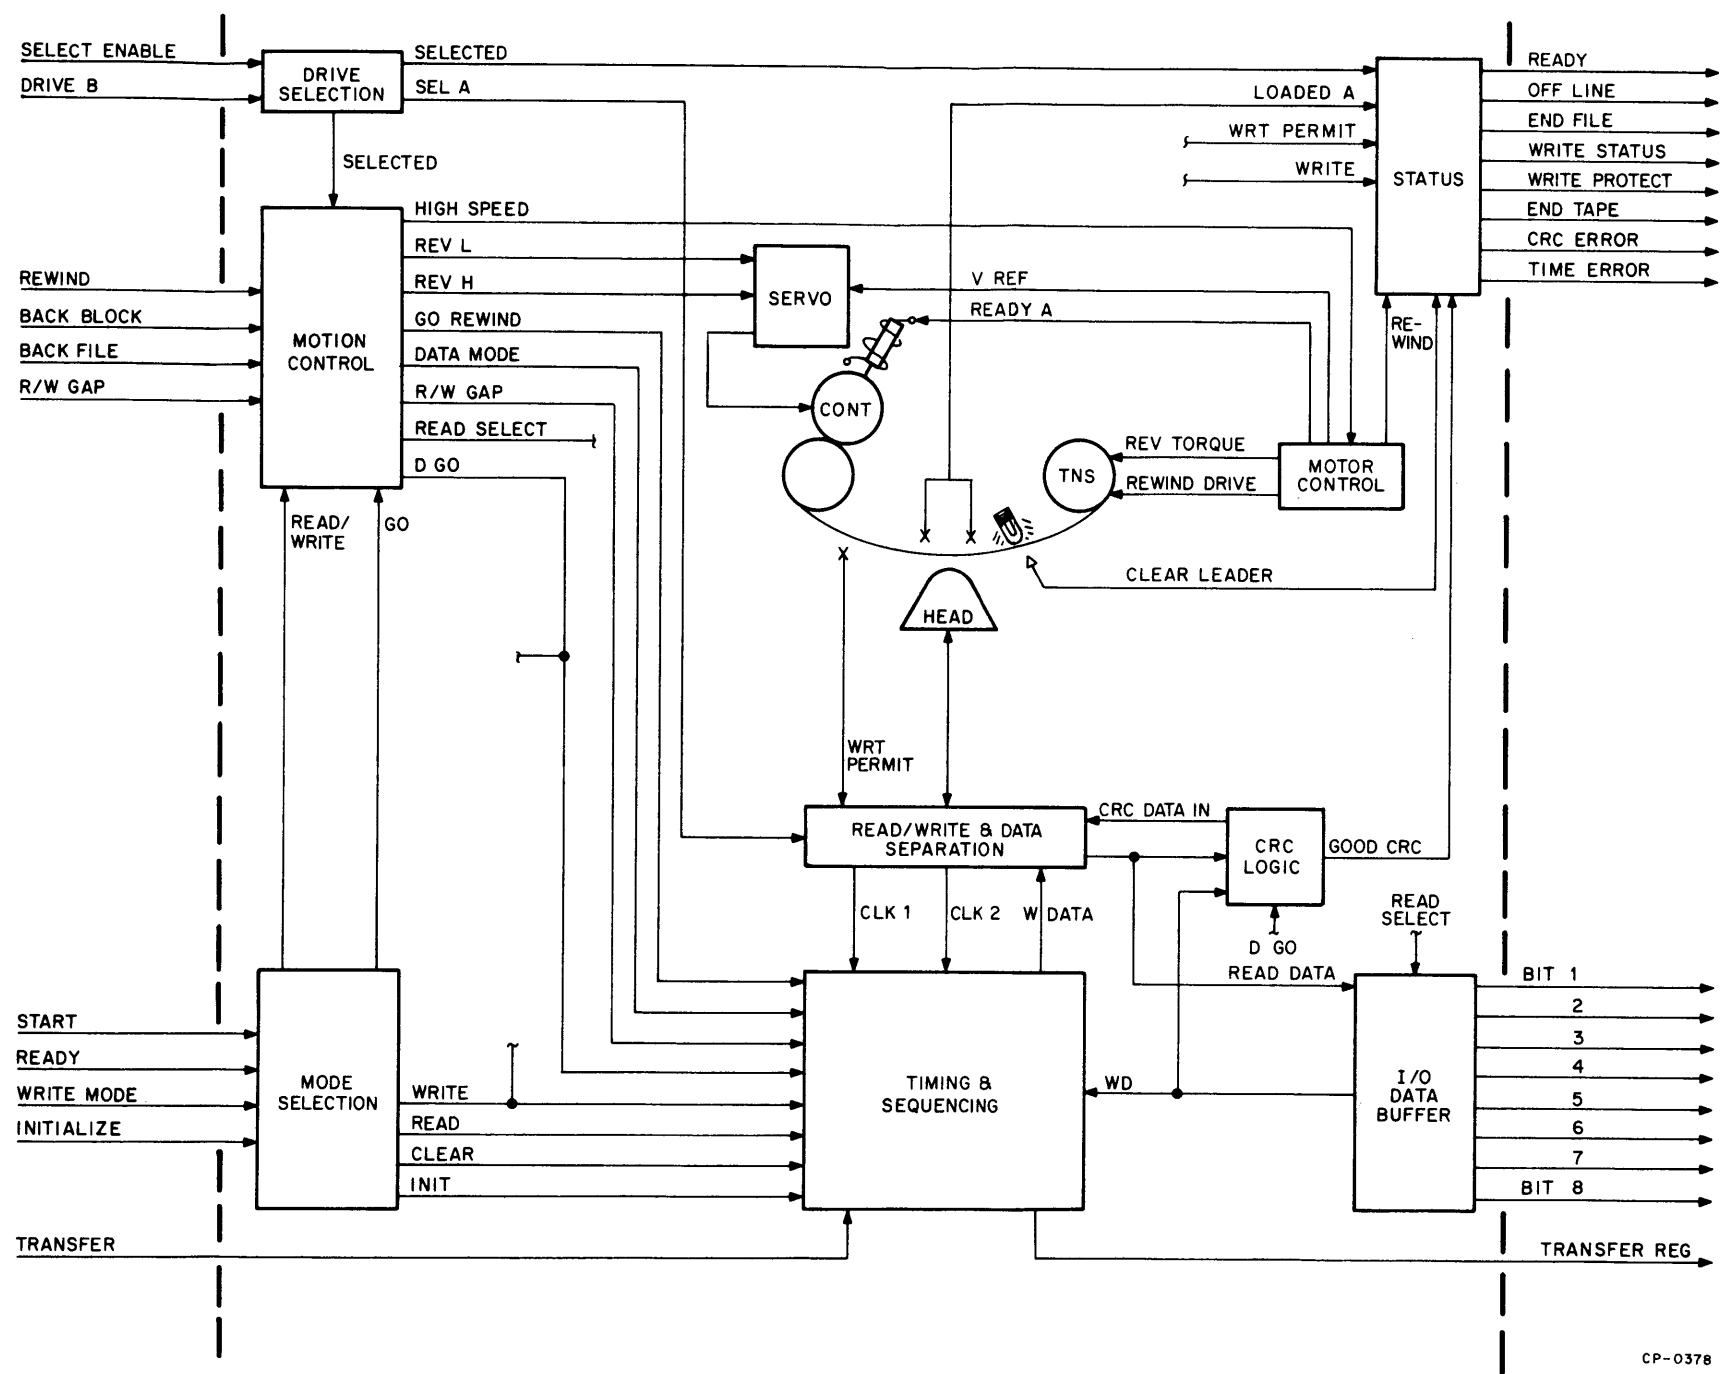 SELECT ENABLE
DRIVE B
DRIVE
SELECTION
SELECTED
SEL A
SELECTED
LOADED A
WRT PERMIT
WRITE
STATUS
READY
OFF LINE
END FILE
WRITE STATUS
WRITE PROTECT
END TAPE
CRC ERROR
TIME ERROR
REWIND
BACK BLOCK
BACK FILE
R/W GAP
MOTION
CONTROL
HIGH SPEED
REV L
REV H
GO REWIND
DATA MODE
R/W GAP
READ SELECT
D GO
SERVO
V REF
READY A
RE-
WIND
CONT
TNS
REV TORQUE
REWIND DRIVE
MOTOR
CONTROL
READ/
WRITE
GO
CLEAR LEADER
HEAD
WRT
PERMIT
READ/WRITE & DATA
SEPARATION
CRC DATA IN
CRC
LOGIC
GOOD CRC
CLK 1
CLK 2
W DATA
D GO
READ
SELECT
READ DATA
START
READY
WRITE MODE
INITIALIZE
MODE
SELECTION
WRITE
READ
CLEAR
INIT
TIMING &
SEQUENCING
WD
I/O
DATA
BUFFER
BIT 1
2
3
4
5
6
7
BIT 8
TRANSFER
TRANSFER REG
CP-0378